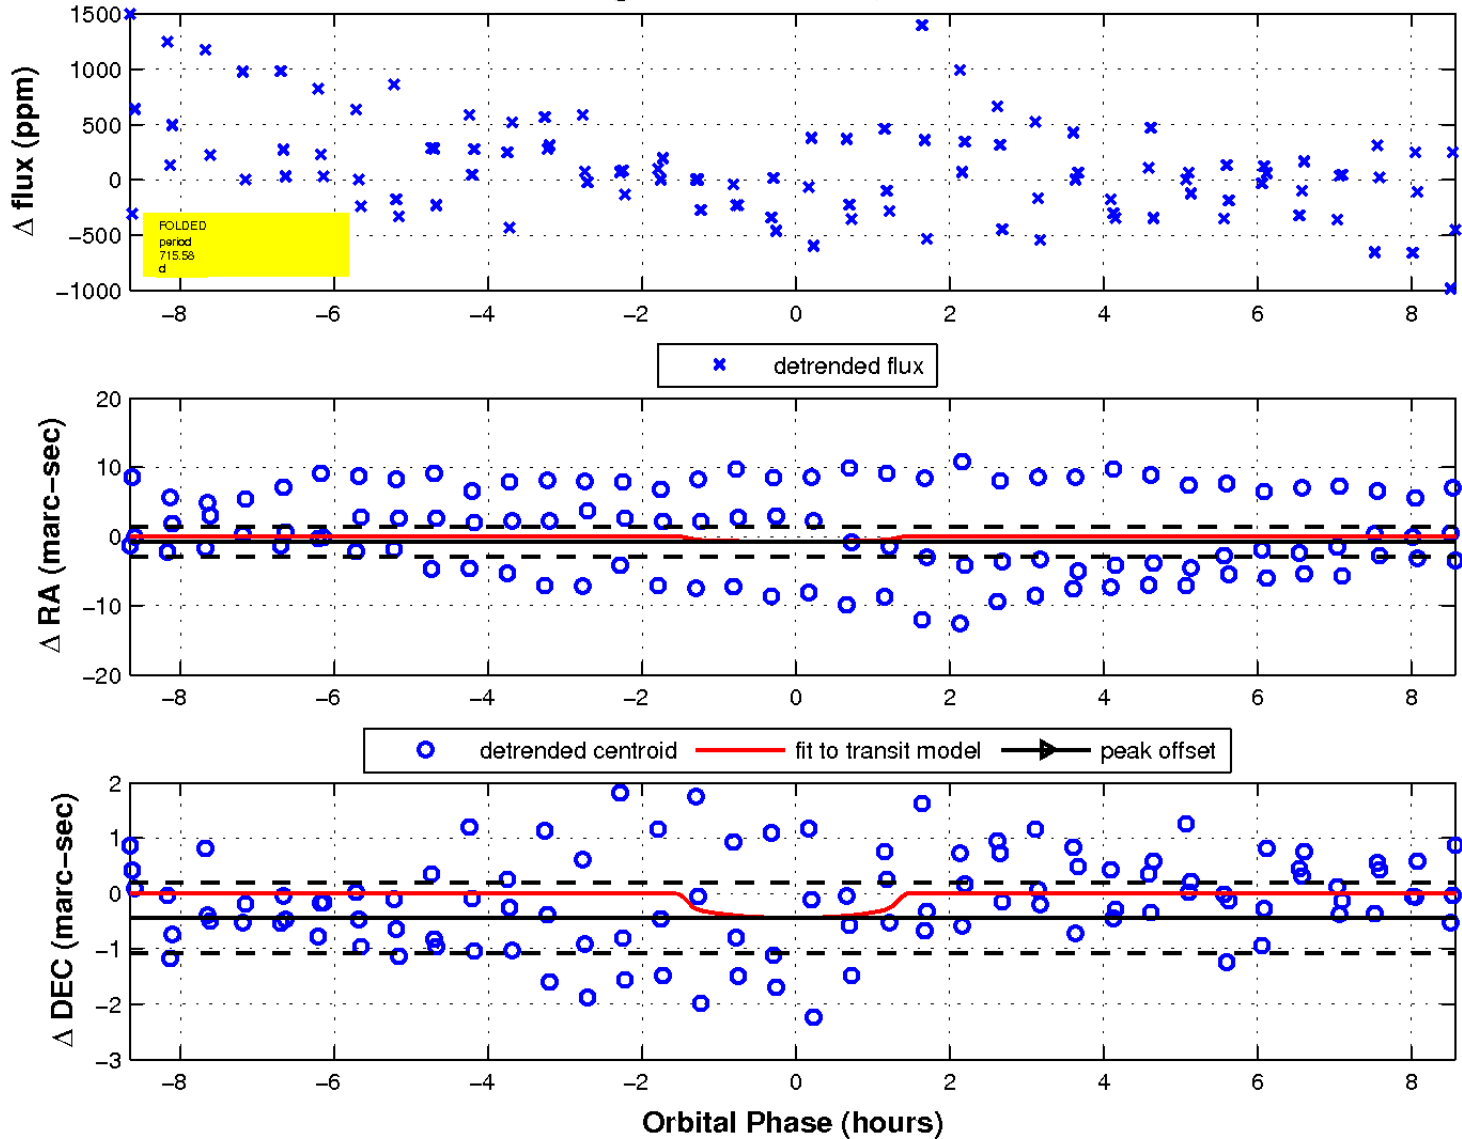 1500
1000
500
0
−500
−1000
Δ flux (ppm)
FOLDED
period
715.58
d
−8 −6 −4 −2 0 2 4 6 8
detrended flux
20
10
0
−10
−20
Δ RA (marc−sec)
−8 −6 −4 −2 0 2 4 6 8
detrended centroid fit to transit model peak offset
2
1
0
−1
−2
−3
Δ DEC (marc−sec)
−8 −6 −4 −2 0 2 4 6 8
Orbital Phase (hours)